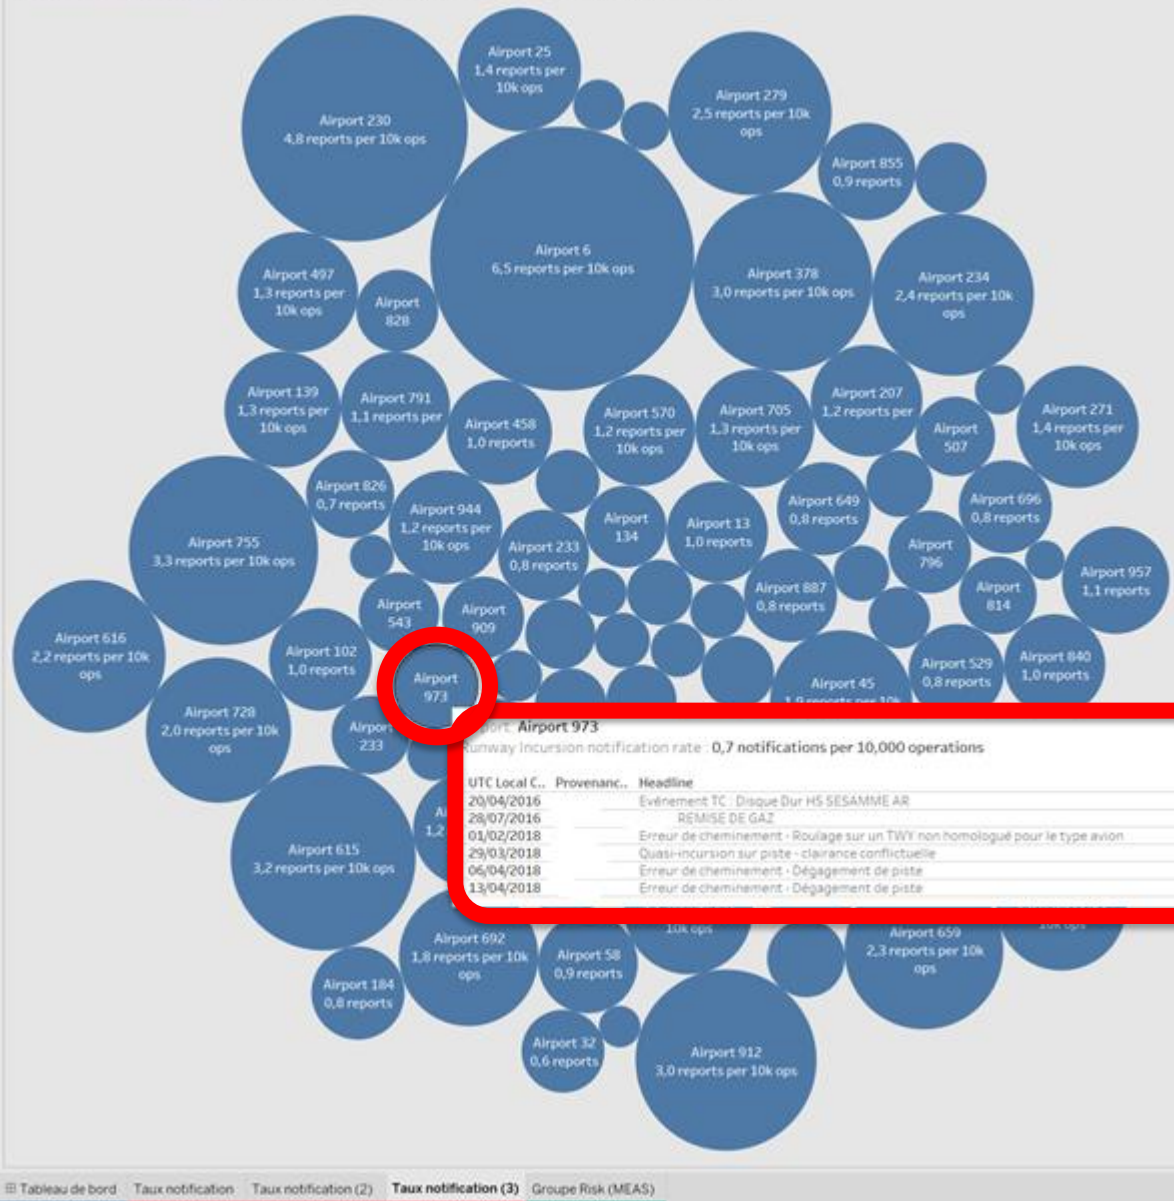 Airport 25
1,4 reports per
10k ops
Airport 230
4,8 reports per 10k ops
Airport 279
2,5 reports per 10k
ops
Airport 855
0,9 reports
Airport 6
6,5 reports per 10k ops
Airport 497
1,3 reports per
10k ops
Airport
828
Airport 378
3,0 reports per 10k ops
Airport 234
2,4 reports per 10k
ops
Airport 139
1,3 reports per
10k ops
Airport 791
1,1 reports per
Airport 458
1,0 reports
Airport 570
1,2 reports per
10k ops
Airport 705
1,3 reports per
10k ops
Airport 207
1,2 reports per
Airport
507
Airport 271
1,4 reports per
10k ops
Airport 826
0,7 reports
Airport 944
1,2 reports per
10k ops
Airport 233
0,8 reports
Airport
134
Airport 13
1,0 reports
Airport 649
0,8 reports
Airport 696
0,8 reports
Airport 755
3,3 reports per 10k ops
Airport
796
Airport 957
1,1 reports
Airport
543
Airport
909
Airport 887
0,8 reports
Airport
814
Airport 616
2,2 reports per 10k
ops
Airport 102
1,0 reports
Airport
973
Airport 45
1,9 reports per 10k
Airport 529
0,8 reports
Airport 840
1,0 reports
Airport 728
2,0 reports per 10k
ops
Airport
233
Airport 973
Runway Incursion notification rate : 0,7 notifications per 10,000 operations
UTC Local C.. Provenanc.. Headline
20/04/2016 Evénement TC : Disque Dur HS SESAMME AR
28/07/2016 REMISE DE GAZ
01/02/2018 Erreur de cheminement - Roulage sur un TWY non homologué pour le type avion
29/03/2018 Quasi-incursion sur piste - clairance conflictuelle
06/04/2018 Erreur de cheminement - Dégagement de piste
13/04/2018 Erreur de cheminement - Dégagement de piste
1,2
Airport 615
3,2 reports per 10k ops
Airport 692
1,8 reports per 10k
ops
Airport 58
0,9 reports
10k ops
Airport 659
2,3 reports per 10k
ops
10k ops
Airport 184
0,8 reports
Airport 32
0,6 reports
Airport 912
3,0 reports per 10k ops
Tableau de bord Taux notification Taux notification (2) Taux notification (3) Groupe Risk (MEAS)